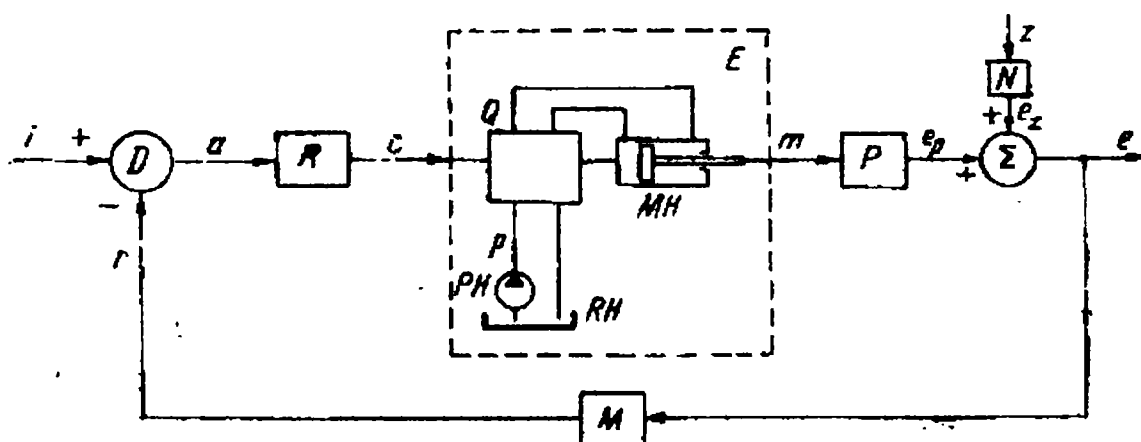 z
E
N
Q
+ e_z
i + D a R c m P e_p + Σ e
MH
−
r
p
PH
RH
M